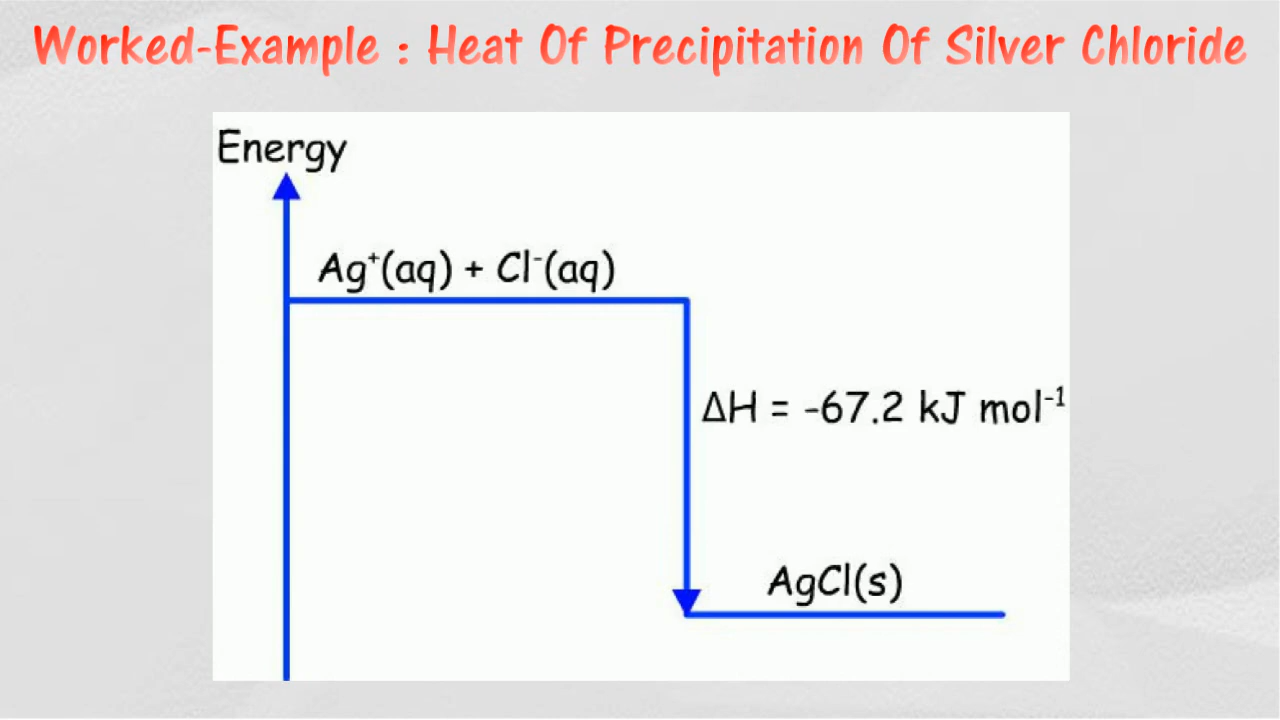 Worked-Example : Heat Of Precipitation Of Silver Chloride
Energy
Ag⁺(aq) + Cl⁻(aq)
ΔH = -67.2 kJ mol⁻¹
AgCl(s)